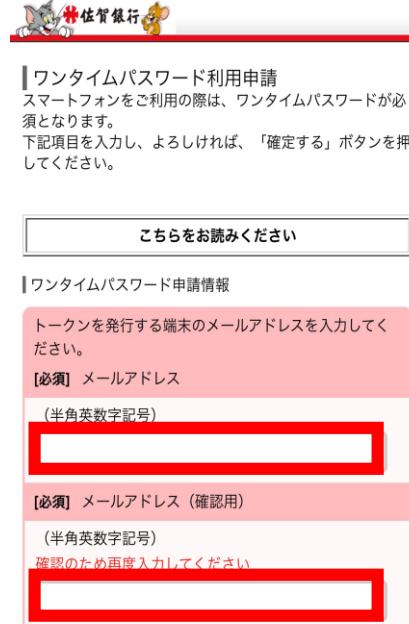 佐賀銀行
ワンタイムパスワード利用申請
スマートフォンをご利用の際は、ワンタイムパスワードが必
須となります。
下記項目を入力し、よろしければ、「確定する」ボタンを押
してください。
こちらをお読みください
ワンタイムパスワード申請情報
トークンを発行する端末のメールアドレスを入力してく
ださい。
[必須] メールアドレス
（半角英数字記号）
[必須] メールアドレス（確認用）
（半角英数字記号）
確認のため再度入力してください